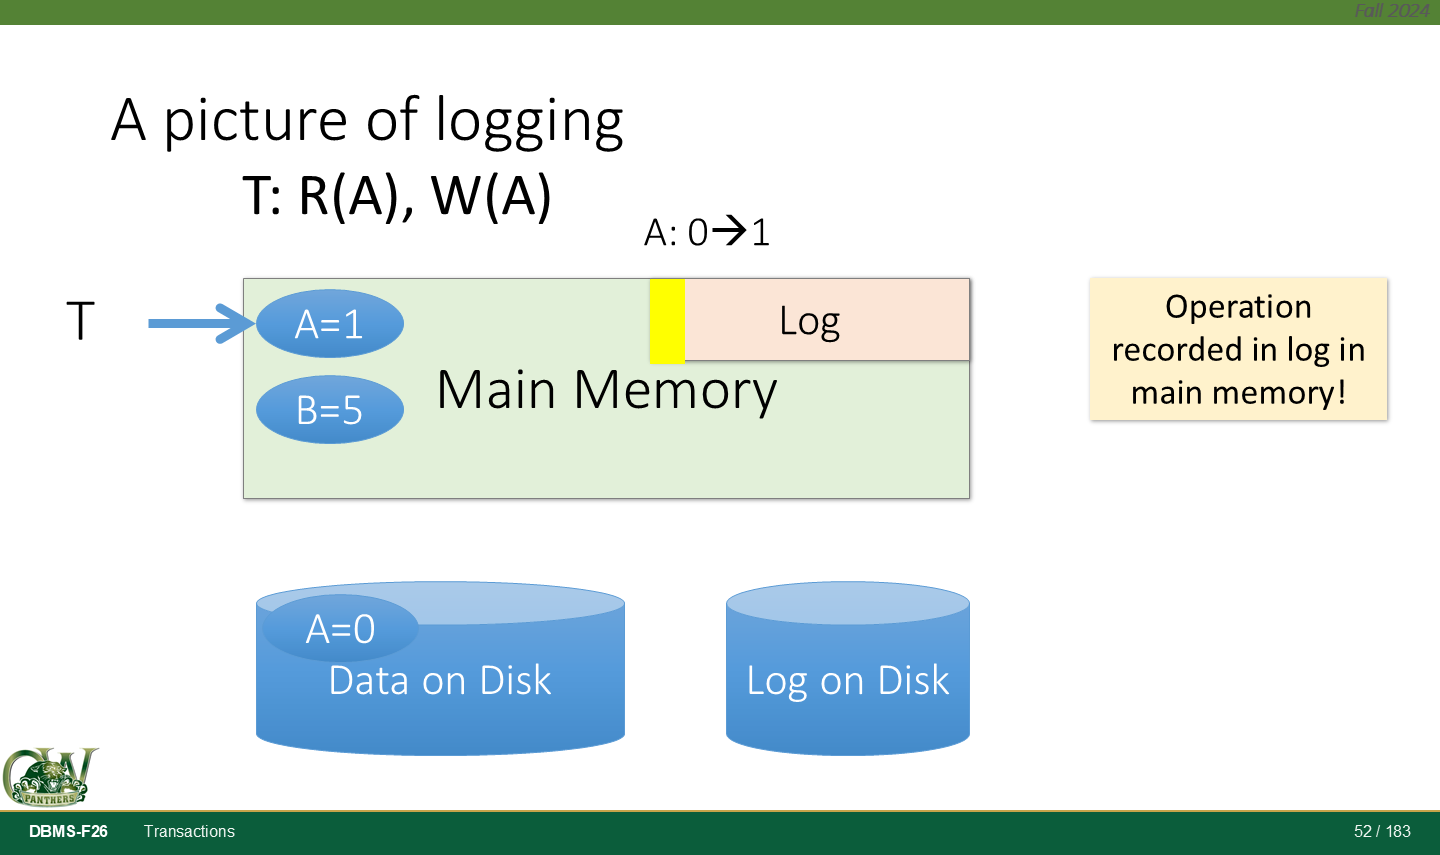 Fall 2024
A picture of logging
T: R(A), W(A)
A: 0→1
T
A=1
Log
B=5
Main Memory
Operation
recorded in log in
main memory!
A=0
Data on Disk
Log on Disk
OW
PANTHERS
DBMS-F26 Transactions 52 / 183